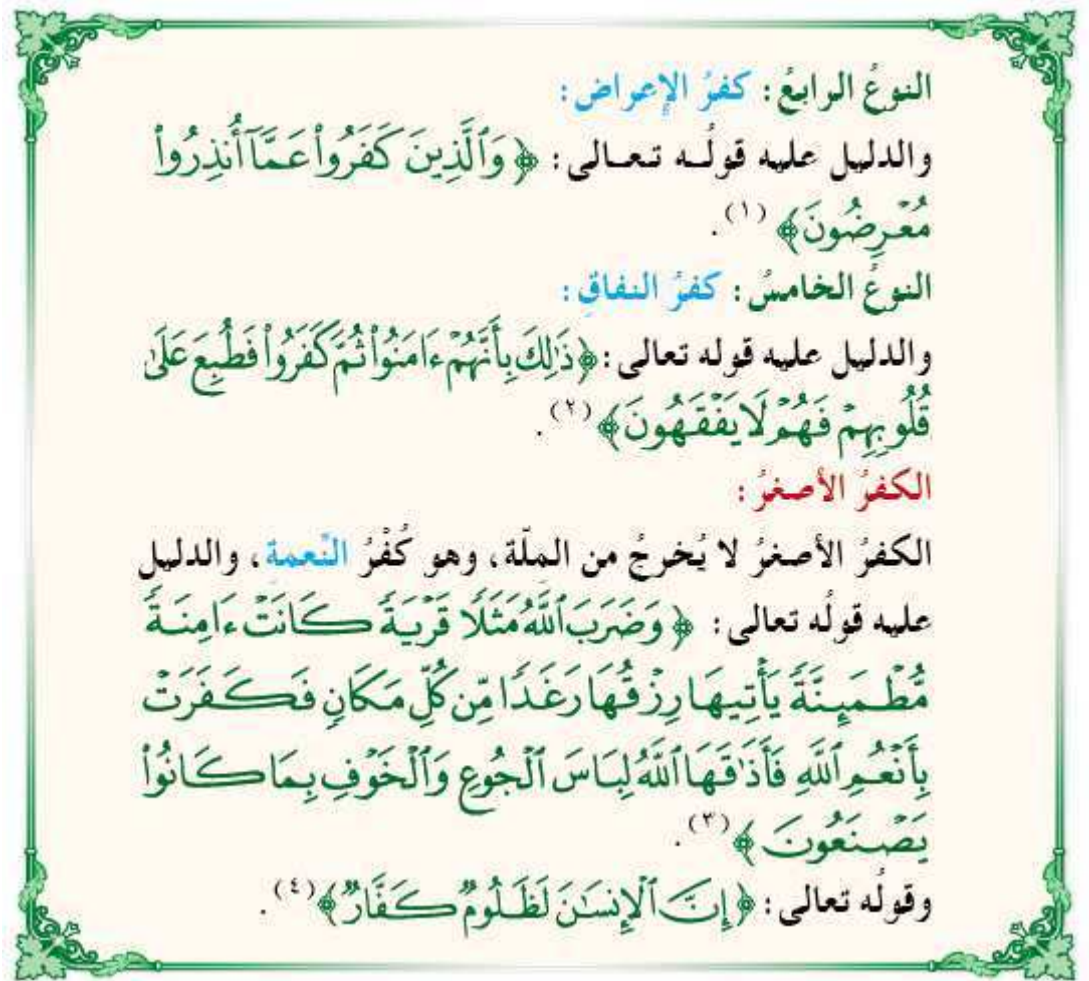 النوعُ الرابعُ: كفرُ الإعراض:
والدليل عليه قولُـه تعـالى: ﴿وَٱلَّذِينَ كَفَرُواْ عَمَّآ أُنذِرُواْ
مُعۡرِضُونَ﴾ (١).
النوعُ الخامسُ: كفرُ النفاقِ:
والدليل عليه قوله تعالى: ﴿ذَٰلِكَ بِأَنَّهُمۡ ءَامَنُواْ ثُمَّ كَفَرُواْ فَطُبِعَ عَلَىٰ
قُلُوبِهِمۡ فَهُمۡ لَا يَفۡقَهُونَ﴾ (٢).
الكفرُ الأصغرُ:
الكفرُ الأصغرُ لا يُخرجُ من الملّة، وهو كُفْرُ النّعمة، والدليل
عليه قولُه تعالى: ﴿وَضَرَبَ ٱللَّهُ مَثَلٗا قَرۡيَةٗ كَانَتۡ ءَامِنَةٗ
مُّطۡمَئِنَّةٗ يَأۡتِيهَا رِزۡقُهَا رَغَدٗا مِّن كُلِّ مَكَانٖ فَكَفَرَتۡ
بِأَنۡعُمِ ٱللَّهِ فَأَذَٰقَهَا ٱللَّهُ لِبَاسَ ٱلۡجُوعِ وَٱلۡخَوۡفِ بِمَا كَانُواْ
يَصۡنَعُونَ﴾ (٣).
وقولُه تعالى: ﴿إِنَّ ٱلۡإِنسَٰنَ لَظَلُومٞ كَفَّارٞ﴾ (٤).